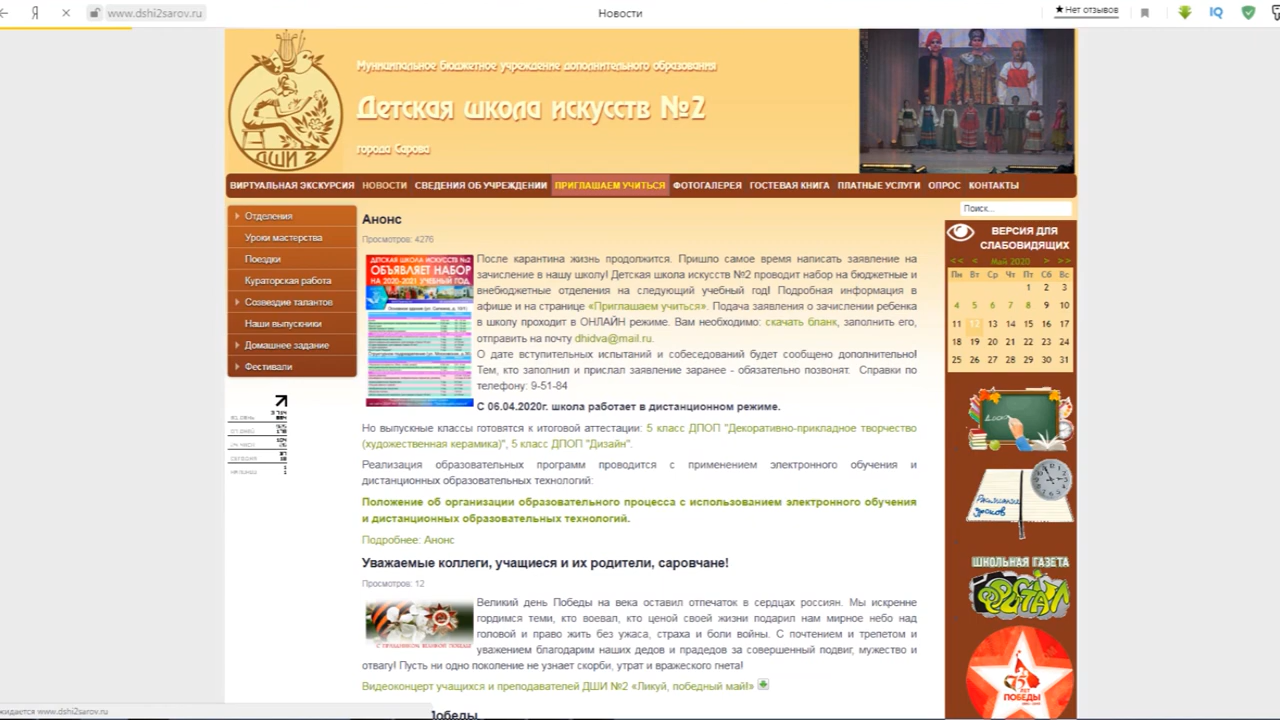 www.dshi2sarov.ru
Новости
★ Нет отзывов
Муниципальное бюджетное учреждение дополнительного образования
Детская школа искусств №2
города Сарова
ДШИ 2
ВИРТУАЛЬНАЯ ЭКСКУРСИЯ НОВОСТИ СВЕДЕНИЯ ОБ УЧРЕЖДЕНИИ ПРИГЛАШАЕМ УЧИТЬСЯ ФОТОГАЛЕРЕЯ ГОСТЕВАЯ КНИГА ПЛАТНЫЕ УСЛУГИ ОПРОС КОНТАКТЫ
Отделения
Уроки мастерства
Поездки
Кураторская работа
Созвездие талантов
Наши выпускники
Домашнее задание
Фестивали
Анонс
Просмотров: 4276
ДЕТСКАЯ ШКОЛА ИСКУССТВ №2
ОБЪЯВЛЯЕТ НАБОР
НА 2020-2021 УЧЕБНЫЙ ГОД
После карантина жизнь продолжится. Пришло самое время написать заявление на
зачисление в нашу школу! Детская школа искусств №2 проводит набор на бюджетные и
внебюджетные отделения на следующий учебный год! Подробная информация в
афише и на странице «Приглашаем учиться». Подача заявления о зачислении ребенка
в школу проходит в ОНЛАЙН режиме. Вам необходимо: скачать бланк, заполнить его,
отправить на почту dhidva@mail.ru.
О дате вступительных испытаний и собеседований будет сообщено дополнительно!
Тем, кто заполнил и прислал заявление заранее - обязательно позвонят. Справки по
телефону: 9-51-84
С 06.04.2020г. школа работает в дистанционном режиме.
Но выпускные классы готовятся к итоговой аттестации: 5 класс ДПОП "Декоративно-прикладное творчество
(художественная керамика)", 5 класс ДПОП "Дизайн".
Реализация образовательных программ проводится с применением электронного обучения и
дистанционных образовательных технологий:
Положение об организации образовательного процесса с использованием электронного обучения
и дистанционных образовательных технологий.
Подробнее: Анонс
Уважаемые коллеги, учащиеся и их родители, саровчане!
Просмотров: 12
Великий день Победы на века оставил отпечаток в сердцах россиян. Мы искренне
гордимся теми, кто воевал, кто ценой своей жизни подарил нам мирное небо над
головой и право жить без ужаса, страха и боли войны. С почтением и трепетом и
уважением благодарим наших дедов и прадедов за совершенный подвиг, мужество и
отвагу! Пусть ни одно поколение не узнает скорби, утрат и вражеского гнета!
Видеоконцерт учащихся и преподавателей ДШИ №2 «Ликуй, победный май!»
Победы
Поиск...
ВЕРСИЯ ДЛЯ
СЛАБОВИДЯЩИХ
<< < Май 2020 > >>
Пн Вт Ср Чт Пт Сб Вс
1 2 3
4 5 6 7 8 9 10
11 12 13 14 15 16 17
18 19 20 21 22 23 24
25 26 27 28 29 30 31
Расписание
уроков
ШКОЛЬНАЯ ГАЗЕТА
75 ЛЕТ
ПОБЕДЫ
жидается www.dshi2sarov.ru